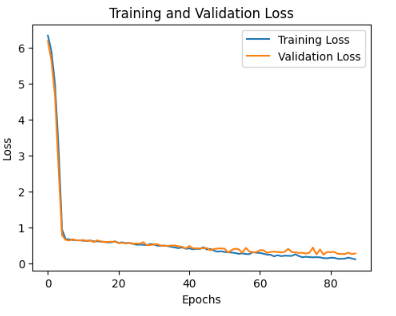 Training and Validation Loss
Training Loss
Validation Loss
Loss
6
5
4
3
2
1
0
0 20 40 60 80
Epochs